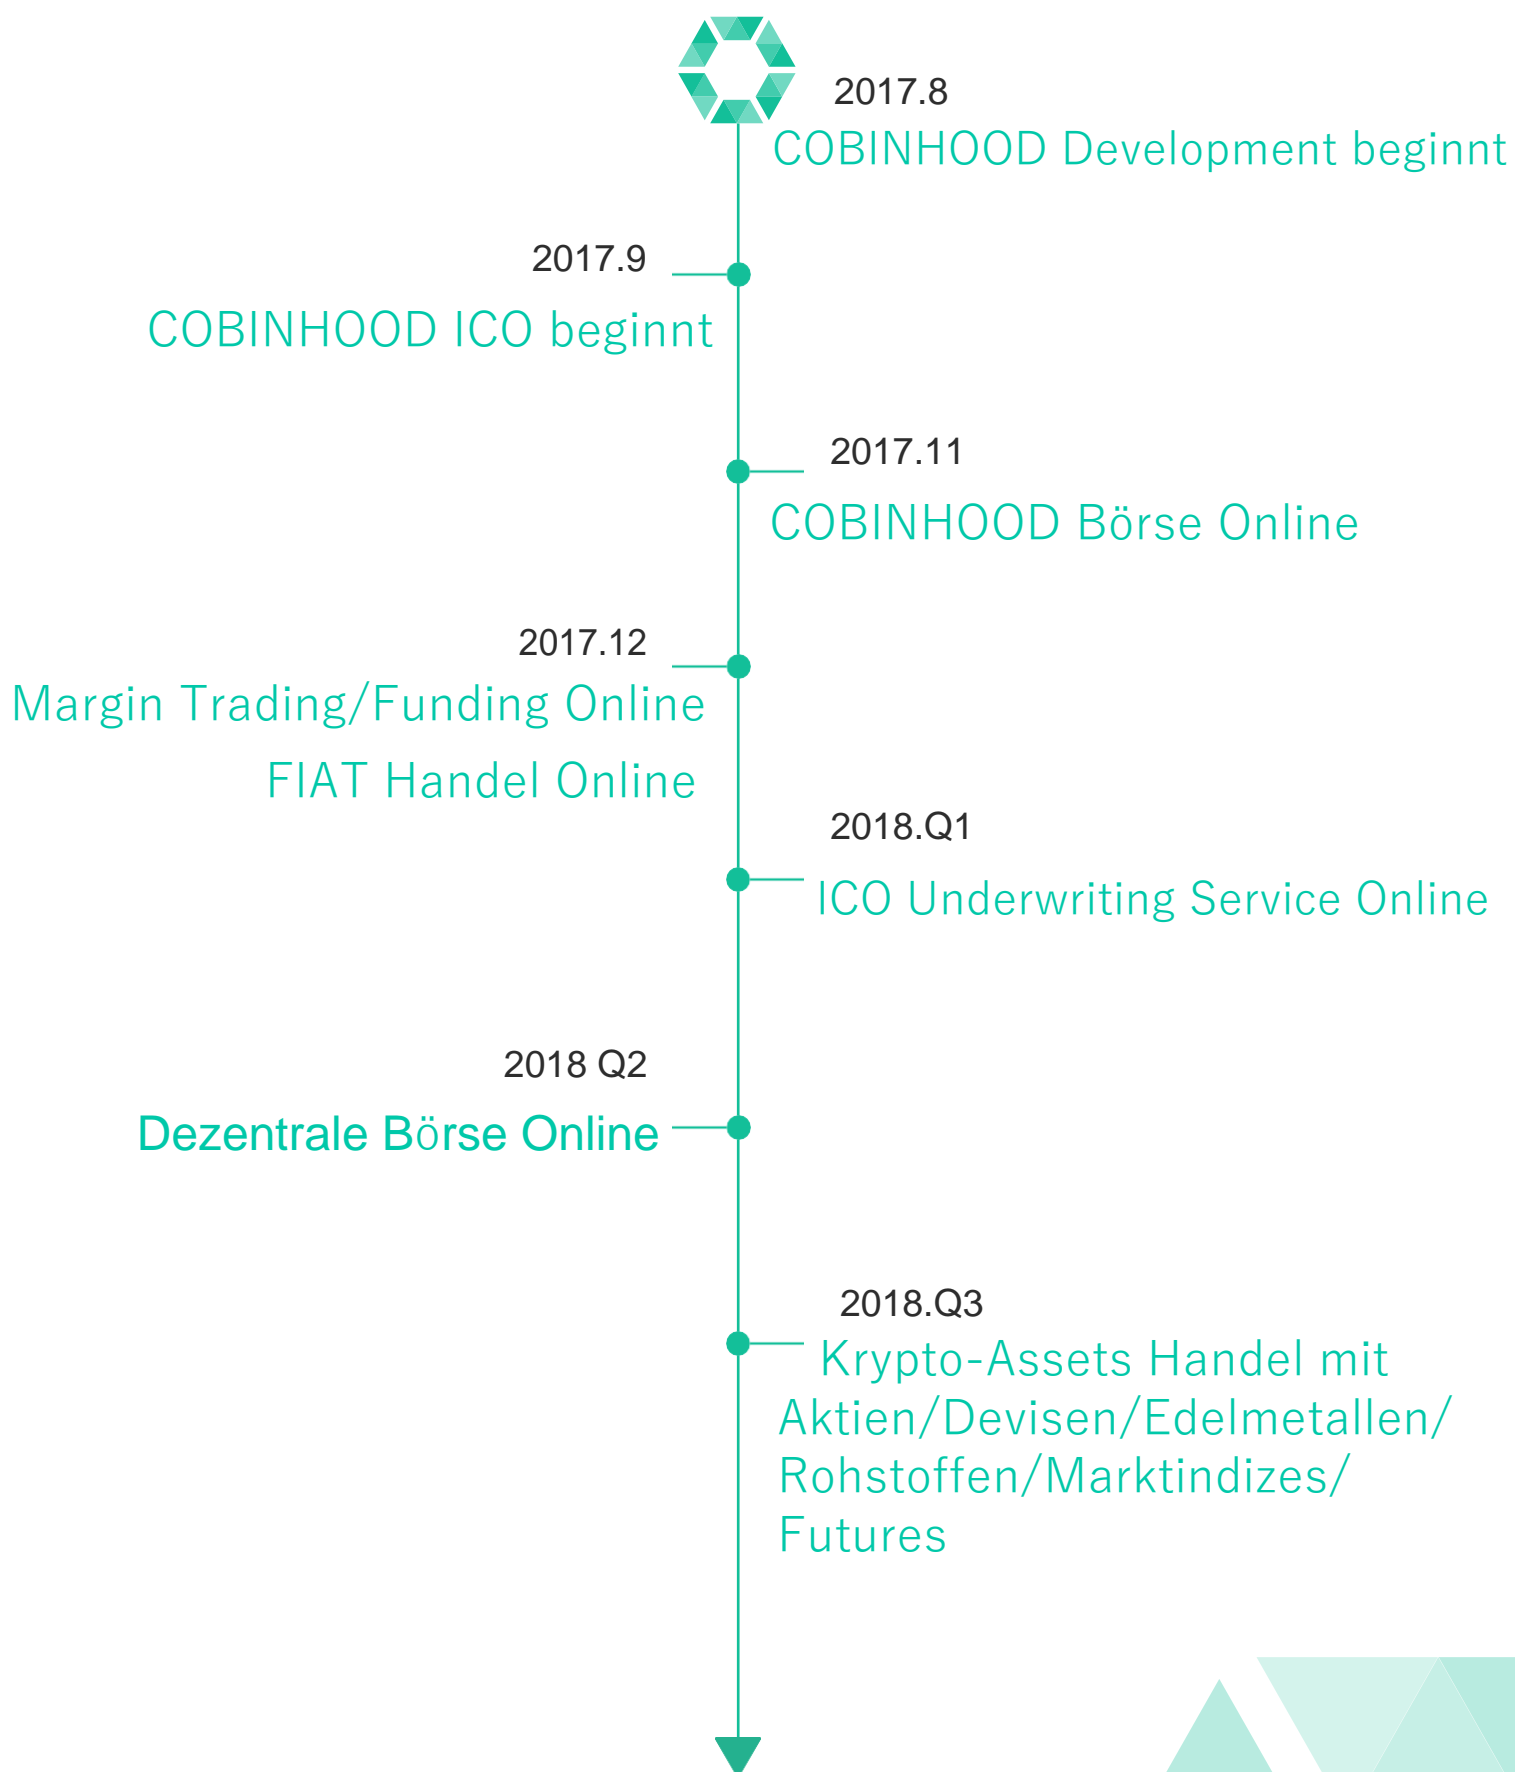 2017.8
COBINHOOD Development beginnt
2017.9
COBINHOOD ICO beginnt
2017.11
COBINHOOD Börse Online
2017.12
Margin Trading/Funding Online
FIAT Handel Online
2018.Q1
ICO Underwriting Service Online
2018 Q2
Dezentrale Börse Online
2018.Q3
Krypto-Assets Handel mit
Aktien/Devisen/Edelmetallen/
Rohstoffen/Marktindizes/
Futures